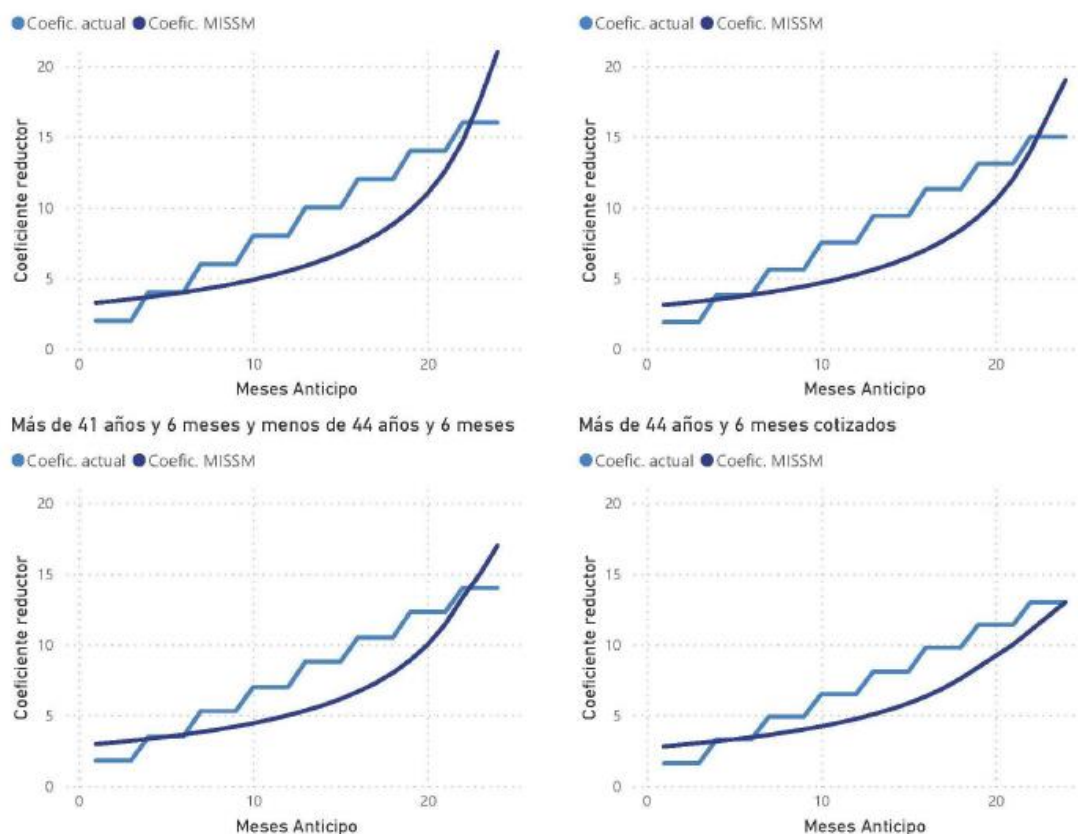 Coefic. actual Coefic. MISSM
20
15
10
5
0
Coeficiente reductor
0 10 20
Meses Anticipo
Coefic. actual Coefic. MISSM
20
15
10
5
0
Coeficiente reductor
0 10 20
Meses Anticipo
Más de 41 años y 6 meses y menos de 44 años y 6 meses
Coefic. actual Coefic. MISSM
20
15
10
5
0
Coeficiente reductor
0 10 20
Meses Anticipo
Más de 44 años y 6 meses cotizados
Coefic. actual Coefic. MISSM
20
15
10
5
0
Coeficiente reductor
0 10 20
Meses Anticipo